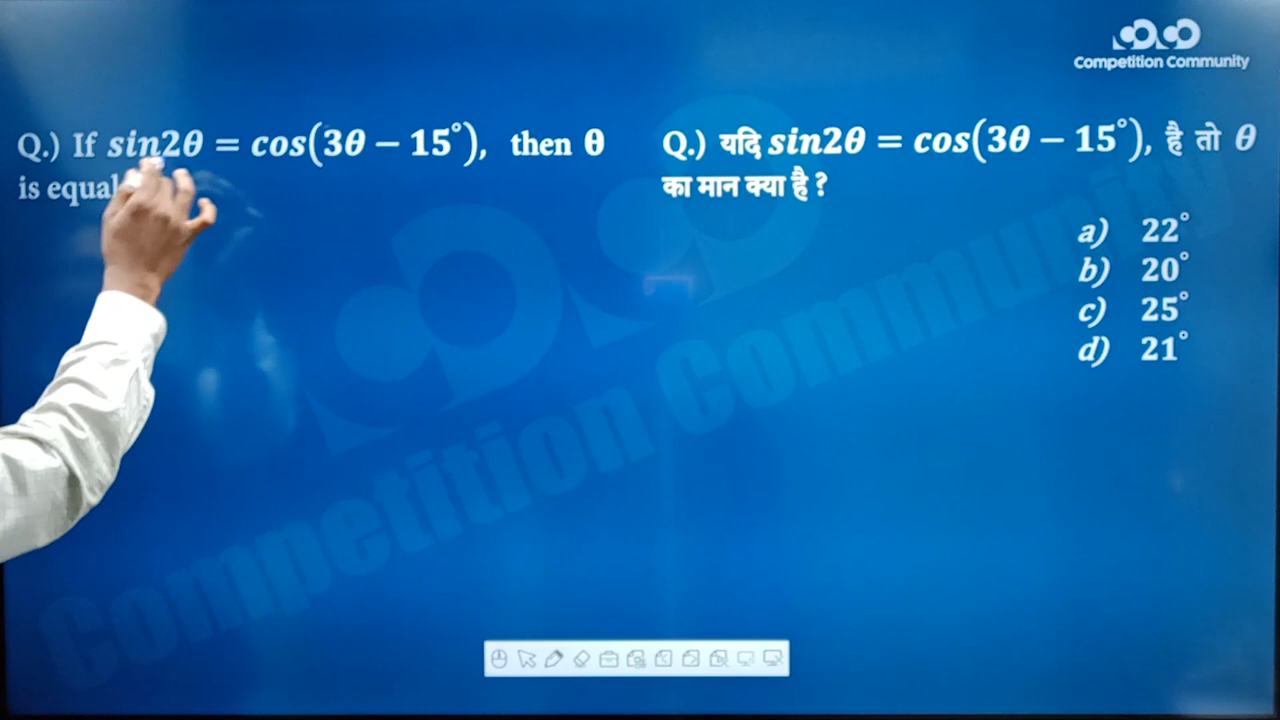 Competition Community
Q.) If sin2θ = cos(3θ − 15°), then θ
is equal
Q.) यदि sin2θ = cos(3θ − 15°), है तो θ
का मान क्या है ?
a) 22°
b) 20°
c) 25°
d) 21°
Competition Community